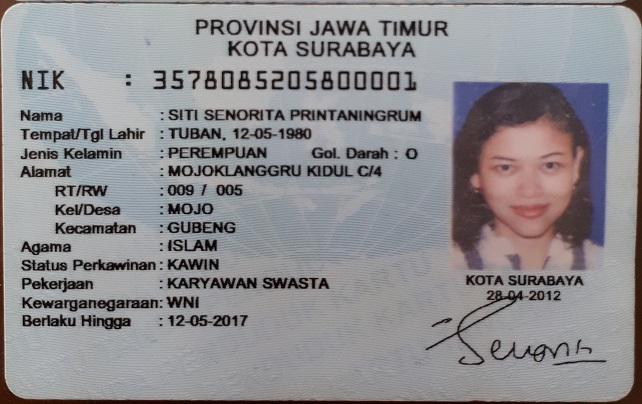 PROVINSI JAWA TIMUR
KOTA SURABAYA
NIK : 3578085205800001
Nama : SITI SENORITA PRINTANINGRUM
Tempat/Tgl Lahir : TUBAN, 12-05-1980
Jenis Kelamin : PEREMPUAN Gol. Darah : O
Alamat : MOJOKLANGGRU KIDUL C/4
RT/RW : 009 / 005
Kel/Desa : MOJO
Kecamatan : GUBENG
Agama : ISLAM
Status Perkawinan : KAWIN
Pekerjaan : KARYAWAN SWASTA
Kewarganegaraan : WNI
Berlaku Hingga : 12-05-2017
KOTA SURABAYA
28-04-2012